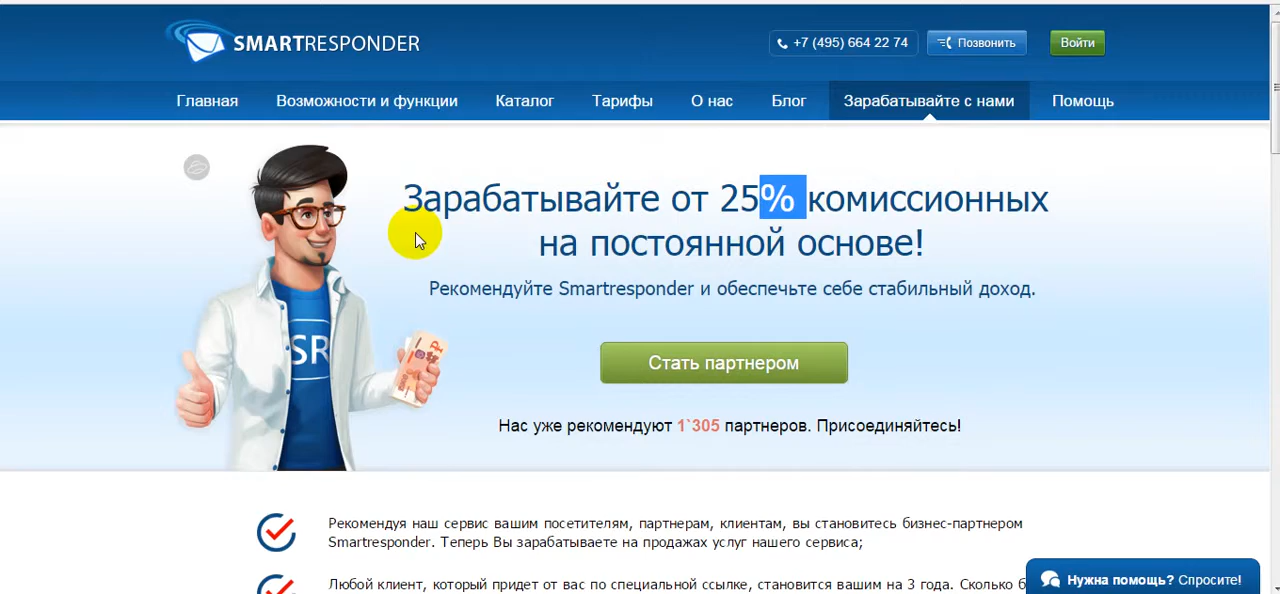 SMARTRESPONDER
+7 (495) 664 22 74
Позвонить
Войти
Главная
Возможности и функции
Каталог
Тарифы
О нас
Блог
Зарабатывайте с нами
Помощь
Зарабатывайте от 25% комиссионных
на постоянной основе!
Рекомендуйте Smartresponder и обеспечьте себе стабильный доход.
SR
Стать партнером
Нас уже рекомендуют 1`305 партнеров. Присоединяйтесь!
Рекомендуя наш сервис вашим посетителям, партнерам, клиентам, вы становитесь бизнес-партнером
Smartresponder. Теперь Вы зарабатываете на продажах услуг нашего сервиса;
Любой клиент, который придет от вас по специальной ссылке, становится вашим на 3 года. Сколько б
Нужна помощь? Спросите!